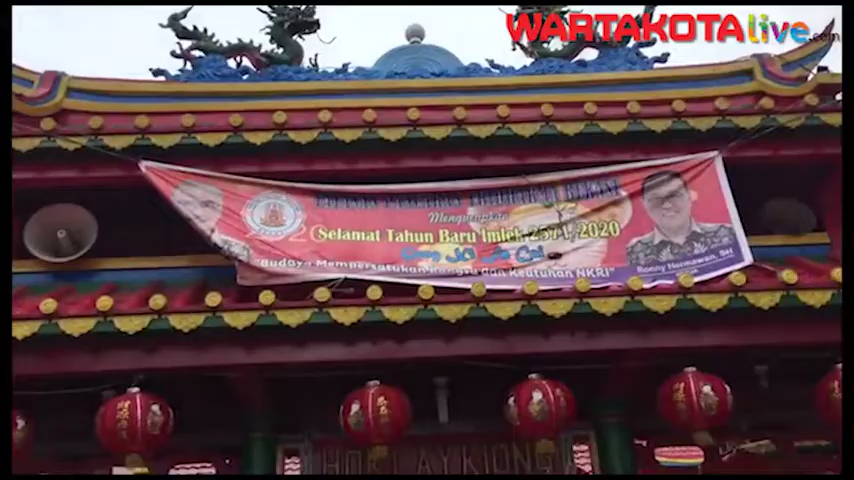 WARTAKOTAlive.com
Mengucapkan
Selamat Tahun Baru Imlek 2571/2020
"Budaya Mempersatukan Bangsa dan Keutuhan NKRI"
Ronny Hermawan, SH
HOK LAY KIONG